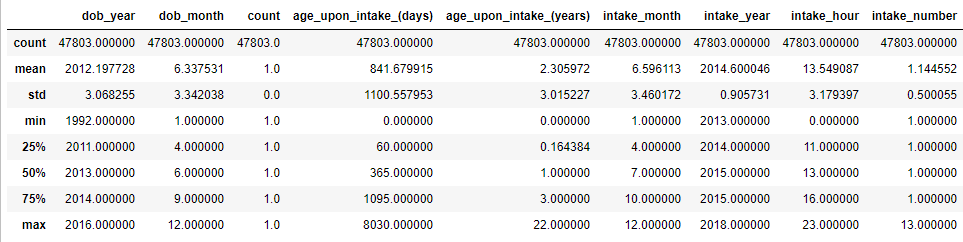 dob_year dob_month count age_upon_intake_(days) age_upon_intake_(years) intake_month intake_year intake_hour intake_number
count 47803.000000 47803.000000 47803.0 47803.000000 47803.000000 47803.000000 47803.000000 47803.000000 47803.000000
mean 2012.197728 6.337531 1.0 841.679915 2.305972 6.596113 2014.600046 13.549087 1.144552
std 3.068255 3.342038 0.0 1100.557953 3.015227 3.460172 0.905731 3.179397 0.500055
min 1992.000000 1.000000 1.0 0.000000 0.000000 1.000000 2013.000000 0.000000 1.000000
25% 2011.000000 4.000000 1.0 60.000000 0.164384 4.000000 2014.000000 11.000000 1.000000
50% 2013.000000 6.000000 1.0 365.000000 1.000000 7.000000 2015.000000 13.000000 1.000000
75% 2014.000000 9.000000 1.0 1095.000000 3.000000 10.000000 2015.000000 16.000000 1.000000
max 2016.000000 12.000000 1.0 8030.000000 22.000000 12.000000 2018.000000 23.000000 13.000000